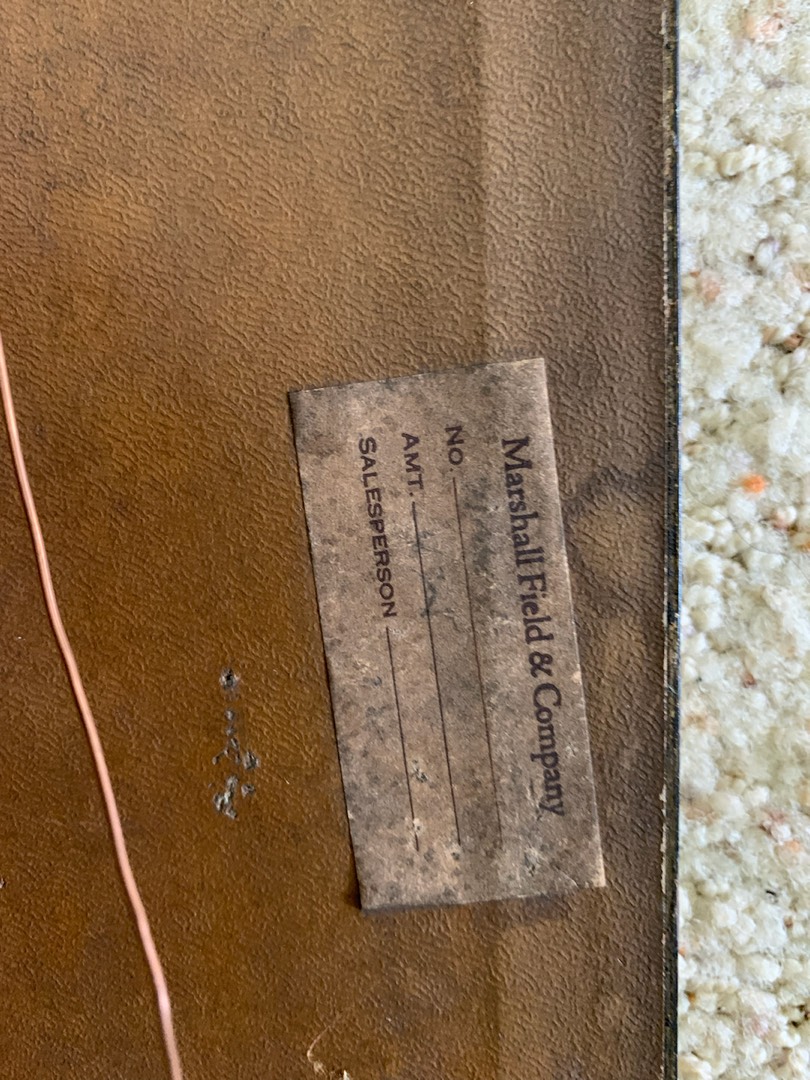 Marshall Field & Company
No.
AMT.
SALESPERSON